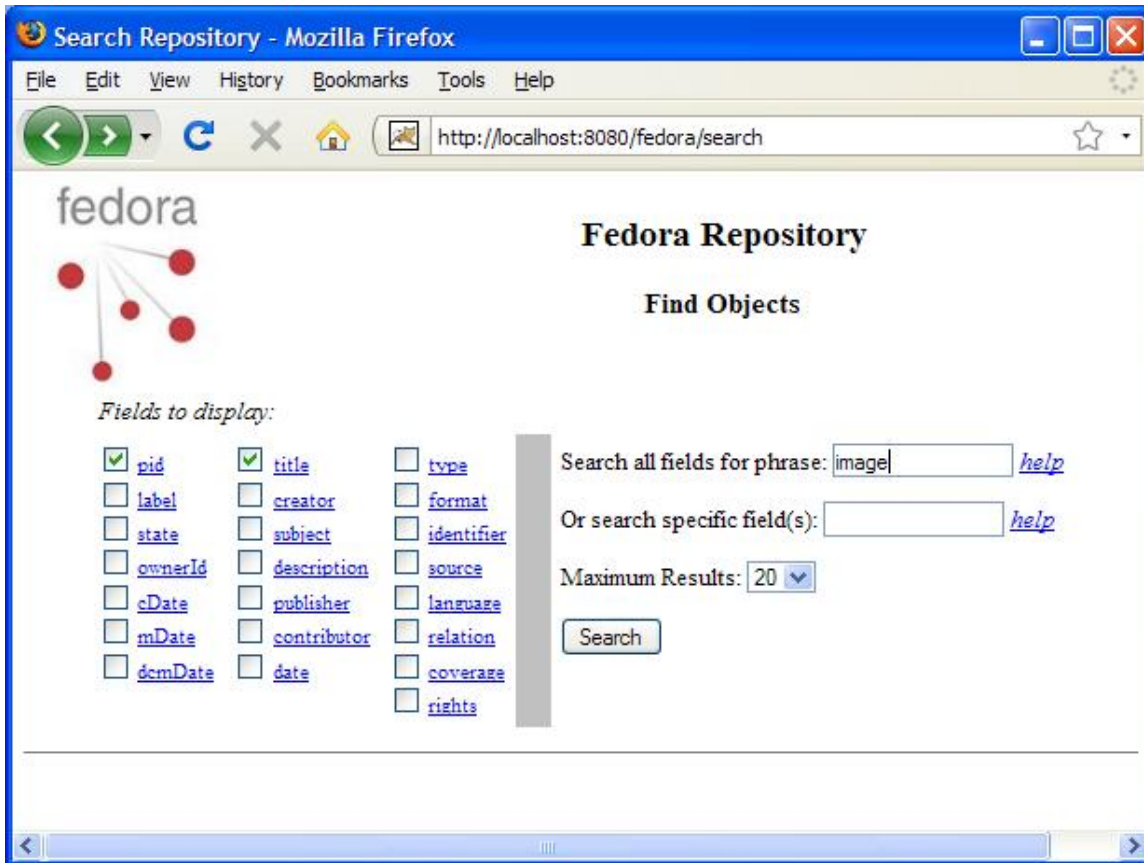 Search Repository - Mozilla Firefox
File Edit View History Bookmarks Tools Help
http://localhost:8080/fedora/search
fedora
Fedora Repository
Find Objects
Fields to display:
pid title type
label creator format
state subject identifier
ownerId description source
cDate publisher language
mDate contributor relation
dcmDate date coverage
rights
Search all fields for phrase: image help
Or search specific field(s): help
Maximum Results: 20
Search